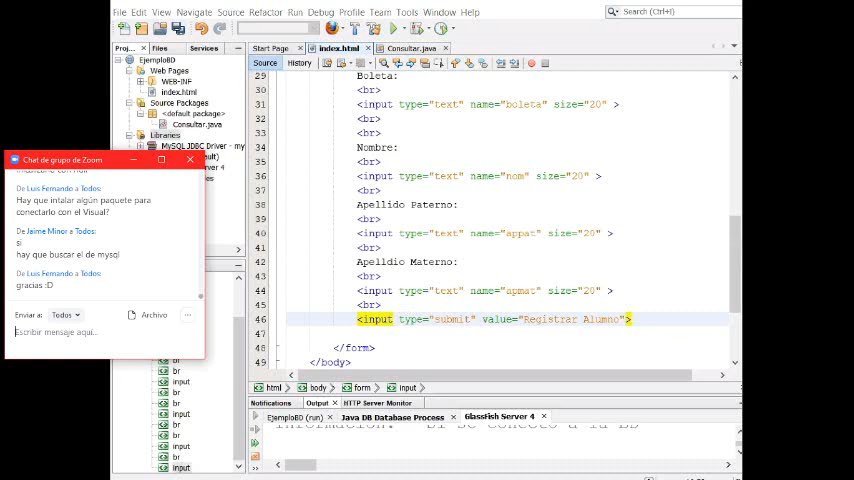 File Edit View Navigate Source Refactor Run Debug Profile Team Tools Window Help
Search (Ctrl+I)
Proj... Files Services
Start Page index.html Consultar.java
EjemploBD
Web Pages
WEB-INF
index.html
Source Packages
<default package>
Consultar.java
Libraries
MySQL JDBC Driver - my
Source History
29 Boleta:
30 <br>
31 <input type="text" name="boleta" size="20" >
32 <br>
33 <br>
34 Nombre:
35 <br>
36 <input type="text" name="nom" size="20" >
37 <br>
38 Apellido Paterno:
39 <br>
40 <input type="text" name="appat" size="20" >
41 <br>
42 Apelldio Materno:
43 <br>
44 <input type="text" name="apmat" size="20" >
45 <br>
46 <input type="submit" value="Registrar Alumno">
47
48 </form>
49 </body>
Chat de grupo de Zoom
De Luis Fernando a Todos:
Hay que intalar algún paquete para
conectarlo con el Visual?
De Jaime Minor a Todos:
si
hay que buscar el de mysql
De Luis Fernando a Todos:
gracias :D
Enviar a: Todos Archivo ...
Escribir mensaje aquí...
br
br
input
br
br
input
br
br
input
br
input
html body form input
Notifications Output HTTP Server Monitor
EjemploBD (run) Java DB Database Process GlassFish Server 4